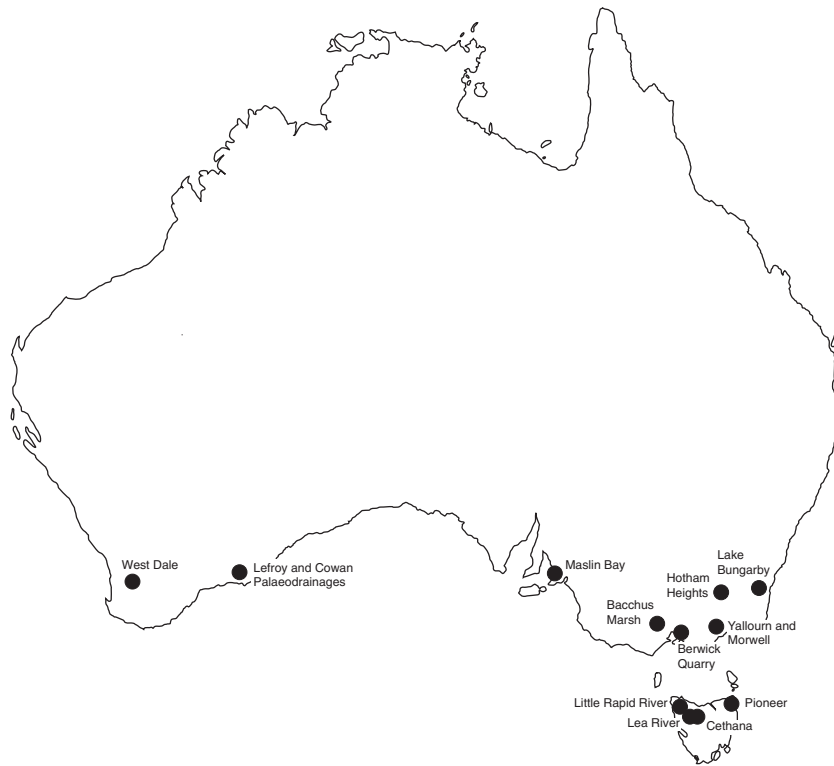 West Dale
Lefroy and Cowan
Palaeodrainages
Maslin Bay
Lake
Bungarby
Hotham
Heights
Bacchus
Marsh
Yallourn and
Morwell
Berwick
Quarry
Little Rapid River
Pioneer
Lea River
Cethana